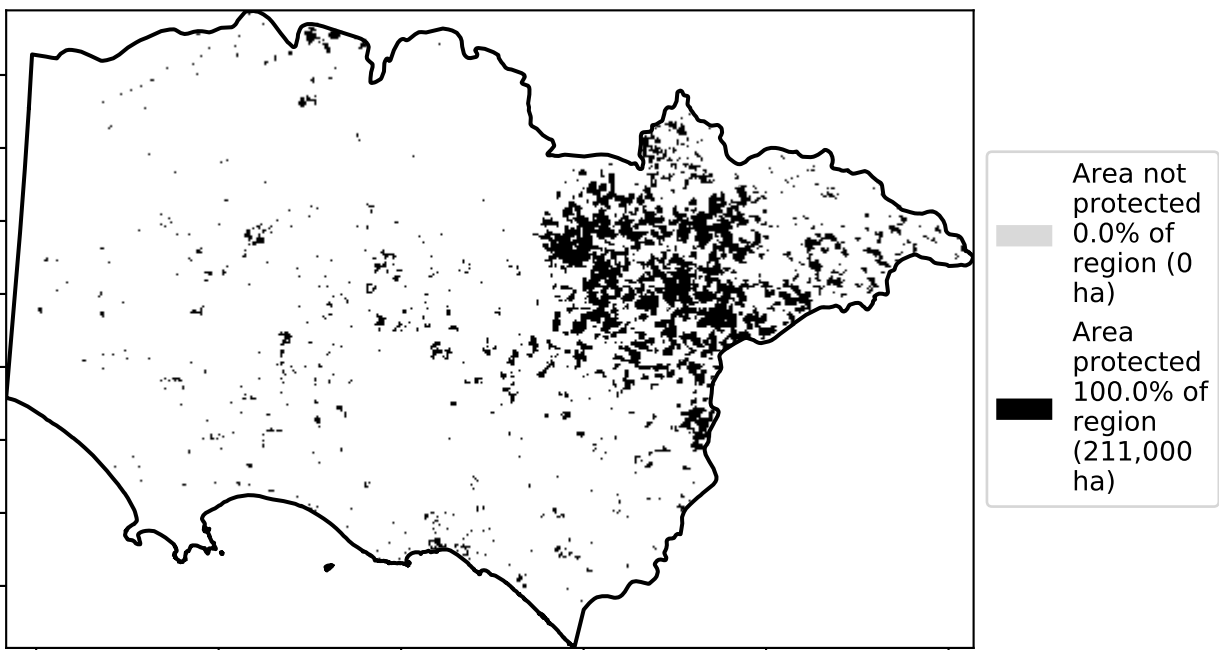 Area not
protected
0.0% of
region (0
ha)
Area
protected
100.0% of
region
(211,000
ha)